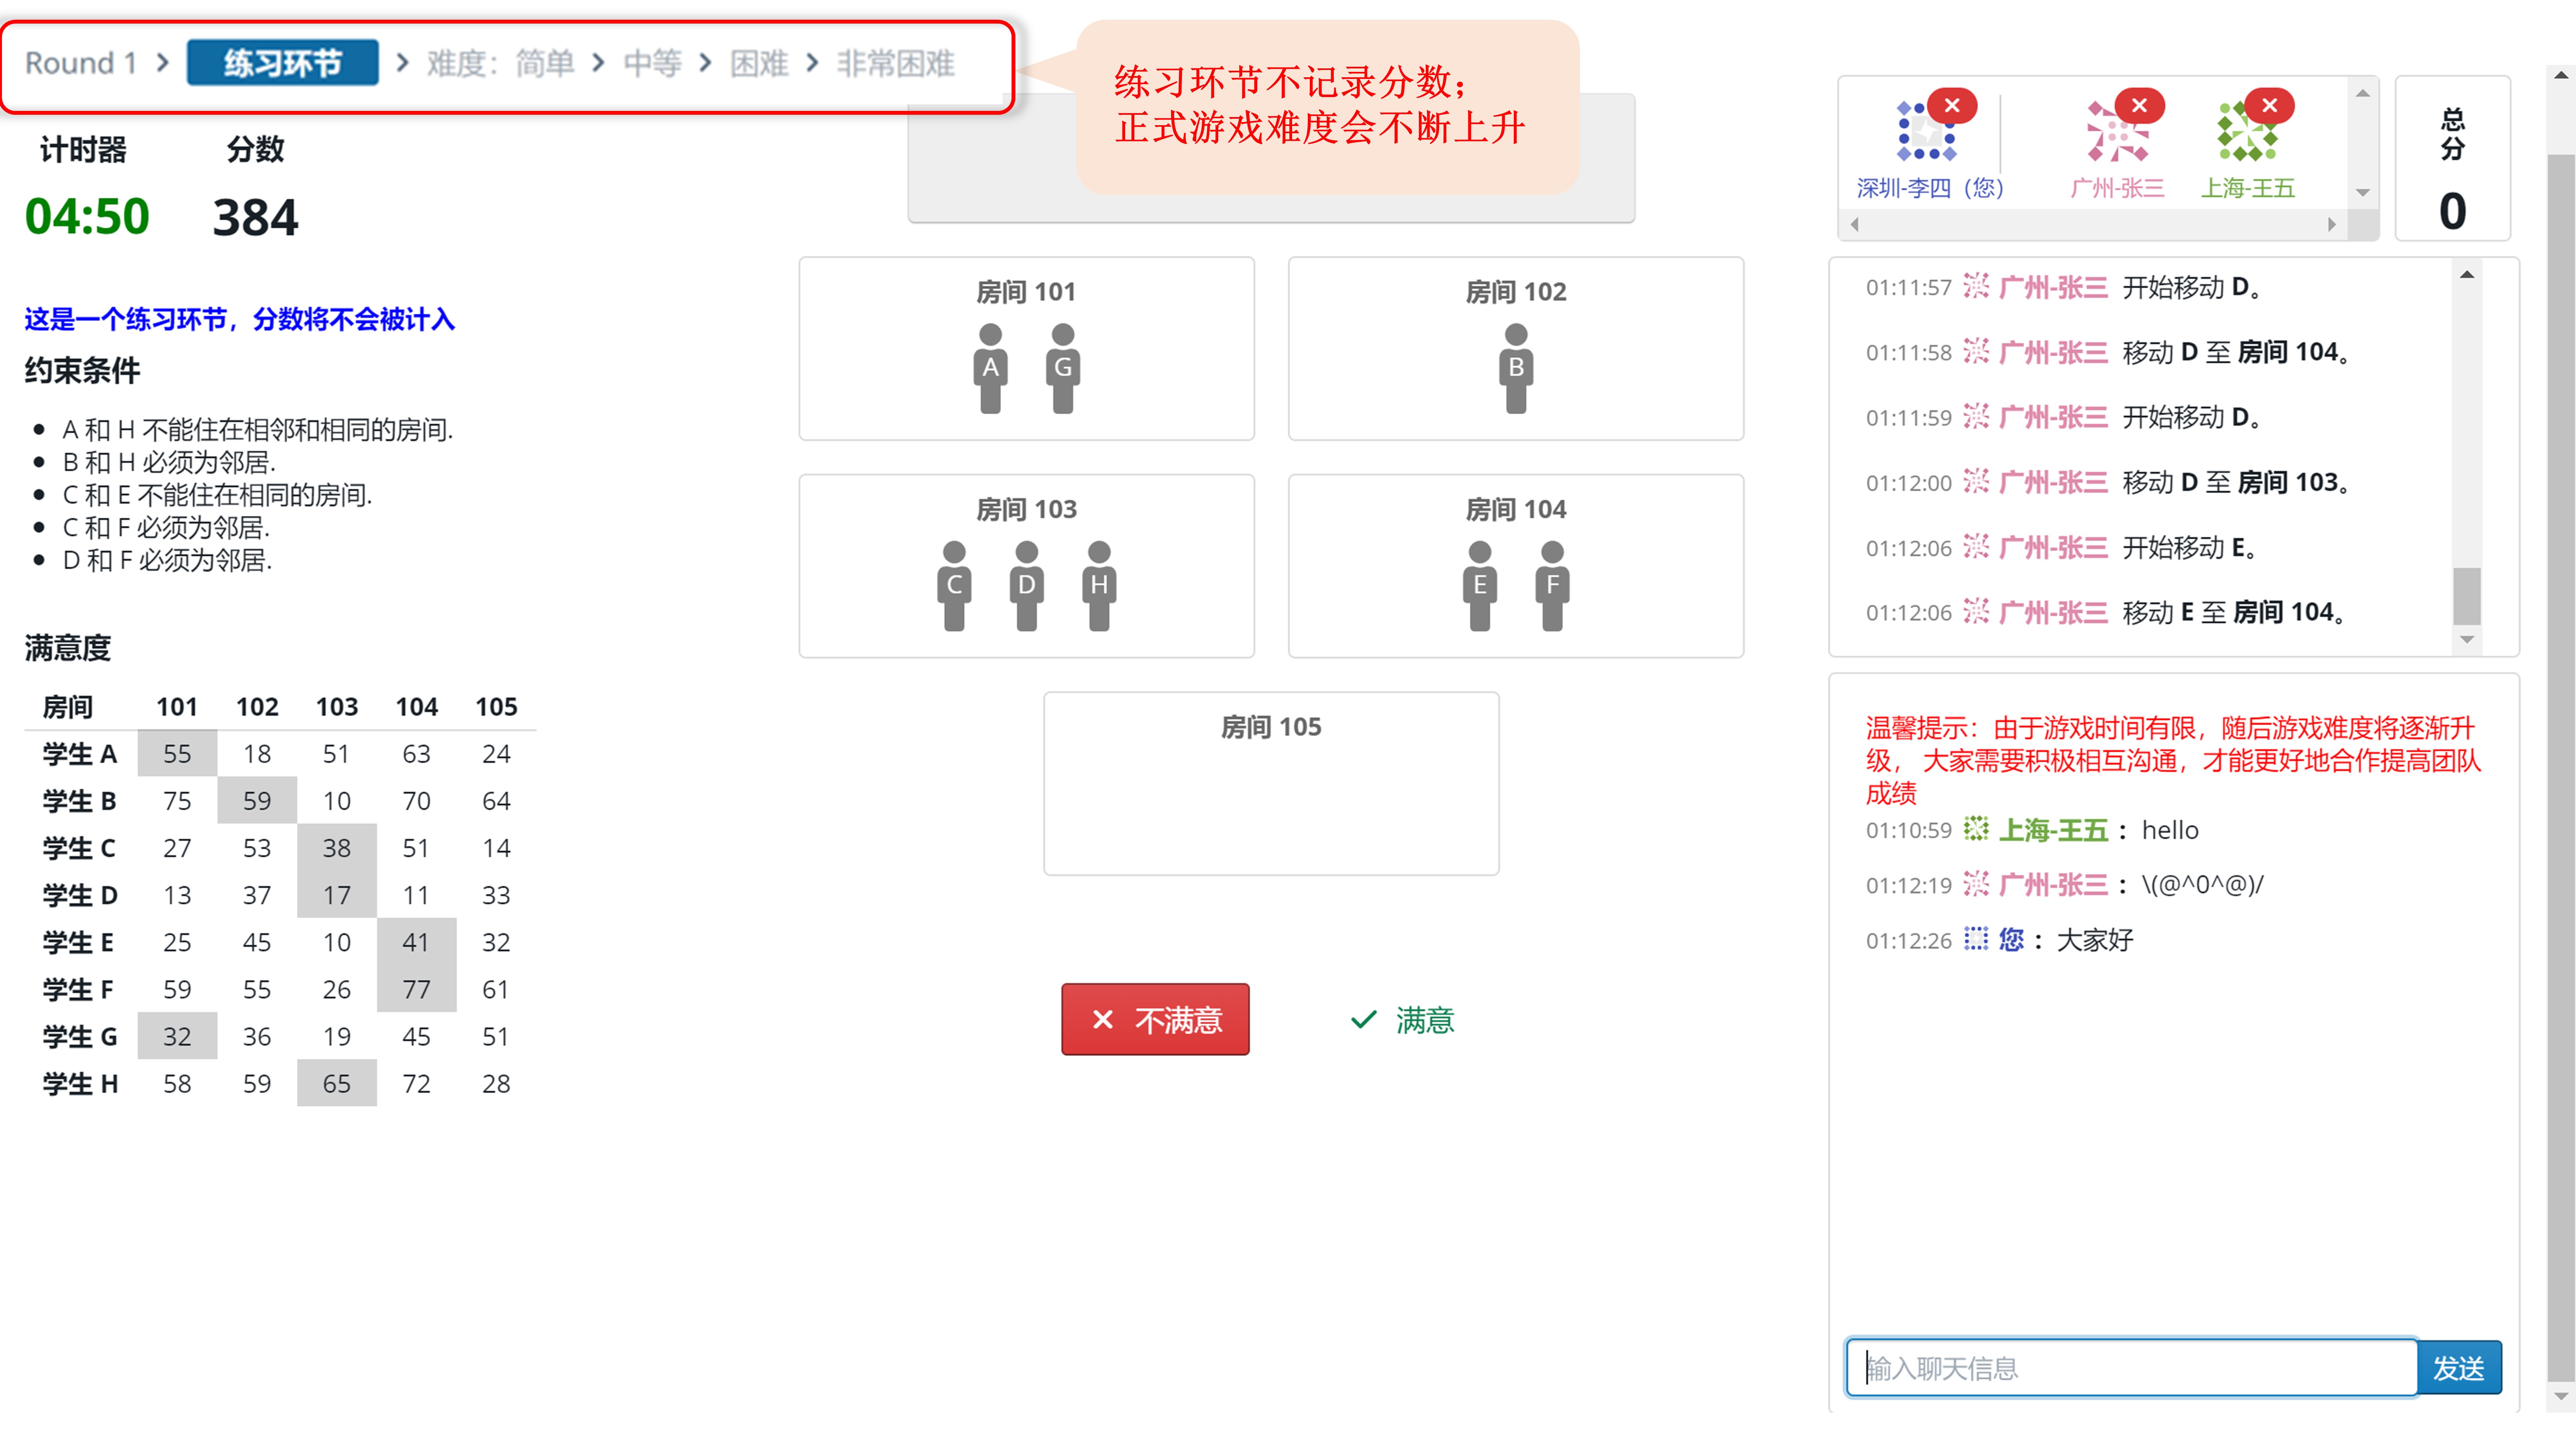 Round 1 > 练习环节 > 难度：简单 > 中等 > 困难 > 非常困难
练习环节不记录分数；
正式游戏难度会不断上升
计时器 分数
04:50 384
这是一个练习环节，分数将不会被计入
约束条件
• A 和 H 不能住在相邻和相同的房间.
• B 和 H 必须为邻居.
• C 和 E 不能住在相同的房间.
• C 和 F 必须为邻居.
• D 和 F 必须为邻居.
满意度
房间 101 102 103 104 105
学生 A 55 18 51 63 24
学生 B 75 59 10 70 64
学生 C 27 53 38 51 14
学生 D 13 37 17 11 33
学生 E 25 45 10 41 32
学生 F 59 55 26 77 61
学生 G 32 36 19 45 51
学生 H 58 59 65 72 28
房间 101
A G
房间 102
B
房间 103
C D H
房间 104
E F
房间 105
不满意 满意
深圳-李四（您） 广州-张三 上海-王五
总
分
0
01:11:57 广州-张三 开始移动 D。
01:11:58 广州-张三 移动 D 至 房间 104。
01:11:59 广州-张三 开始移动 D。
01:12:00 广州-张三 移动 D 至 房间 103。
01:12:06 广州-张三 开始移动 E。
01:12:06 广州-张三 移动 E 至 房间 104。
温馨提示：由于游戏时间有限，随后游戏难度将逐渐升
级， 大家需要积极相互沟通，才能更好地合作提高团队
成绩
01:10:59 上海-王五 : hello
01:12:19 广州-张三 : \(@^0^@)/
01:12:26 您 : 大家好
输入聊天信息 发送